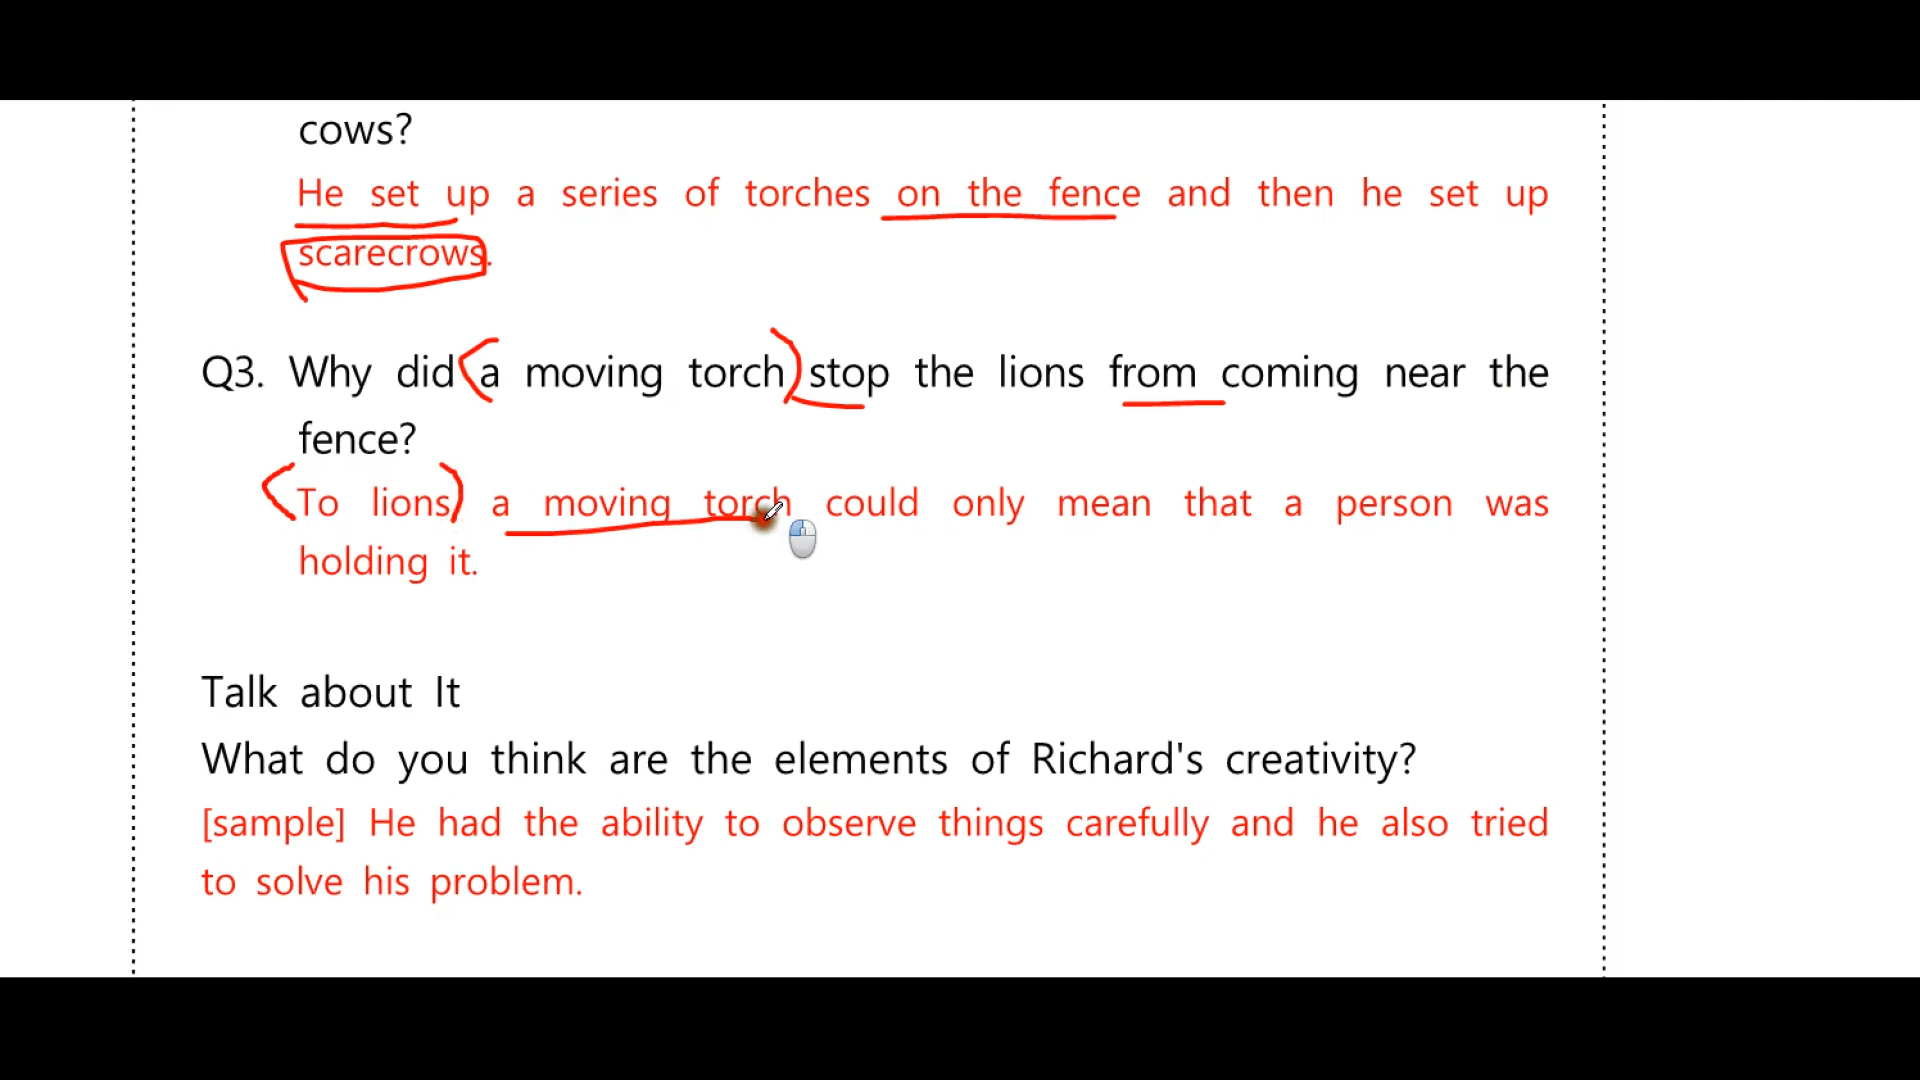 cows?
He set up a series of torches on the fence and then he set up
scarecrows.
Q3. Why did a moving torch stop the lions from coming near the
fence?
To lions a moving torch could only mean that a person was
holding it.
Talk about It
What do you think are the elements of Richard's creativity?
[sample] He had the ability to observe things carefully and he also tried
to solve his problem.